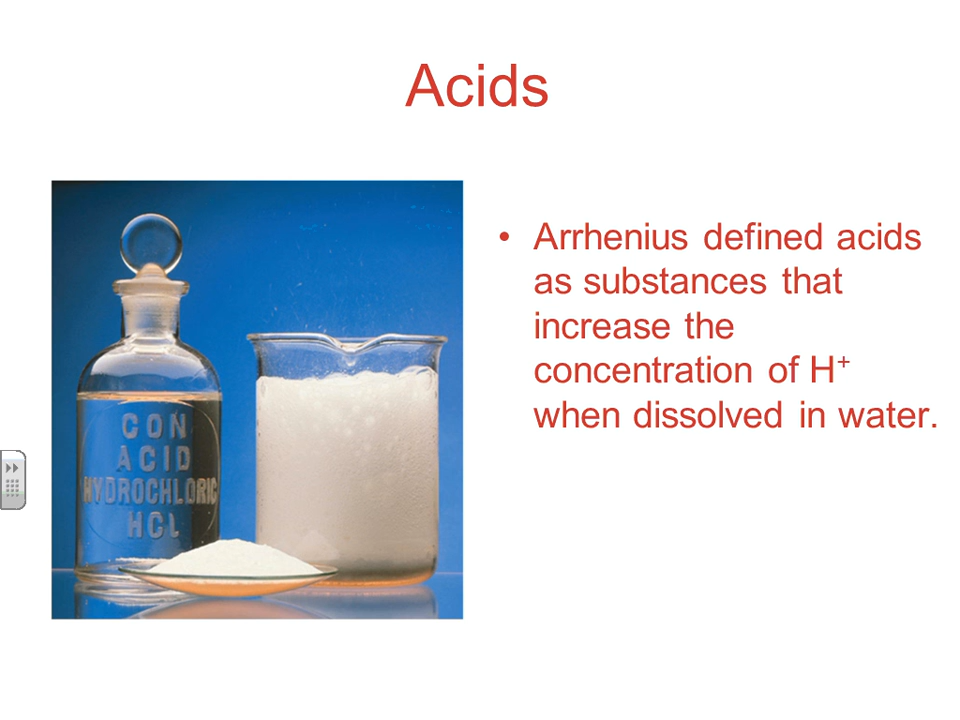 Acids
• Arrhenius defined acids
as substances that
increase the
concentration of H⁺
when dissolved in water.
CON
ACID
HYDROCHLORIC
HCl